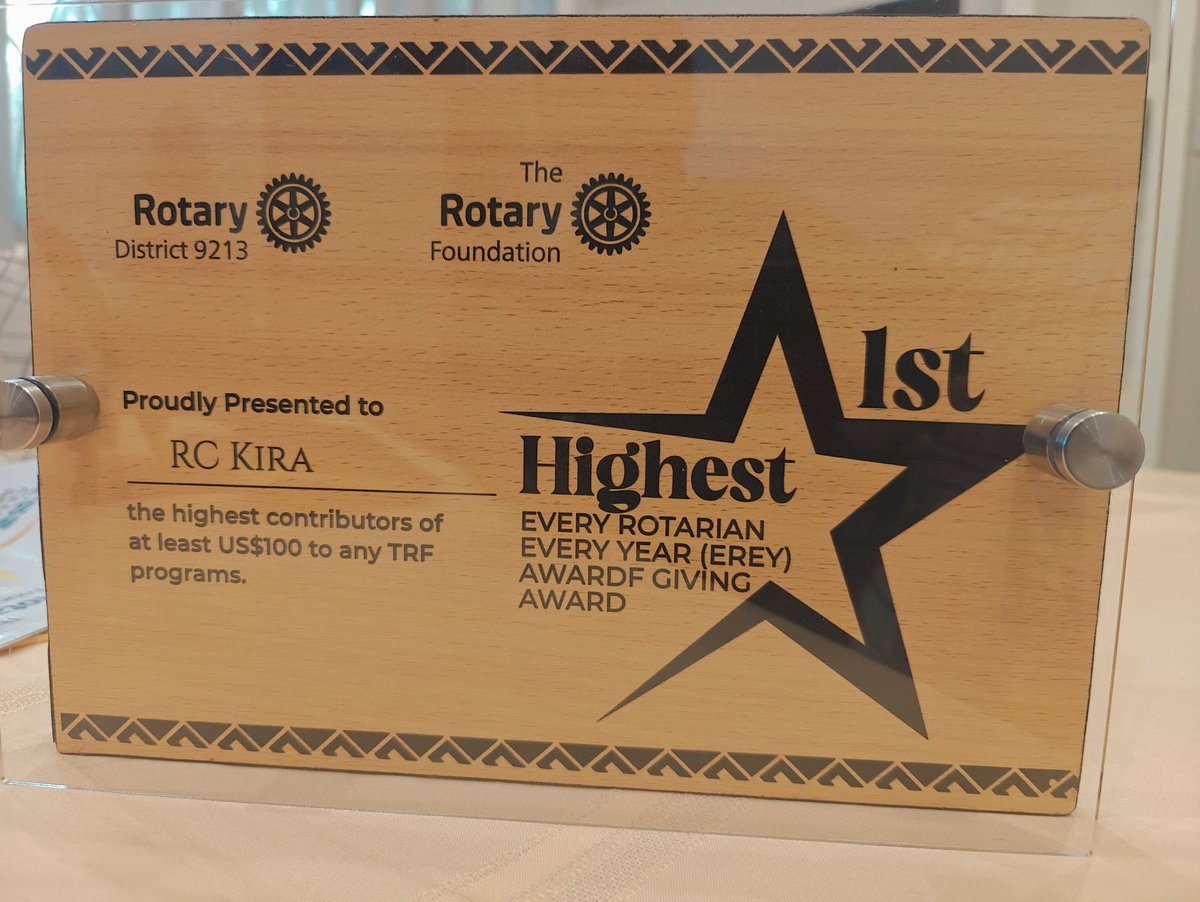 Rotary
District 9213
The
Rotary
Foundation
Proudly Presented to
RC KIRA
the highest contributors of
at least US$100 to any TRF
programs.
1st
Highest
EVERY ROTARIAN
EVERY YEAR (EREY)
AWARDF GIVING
AWARD